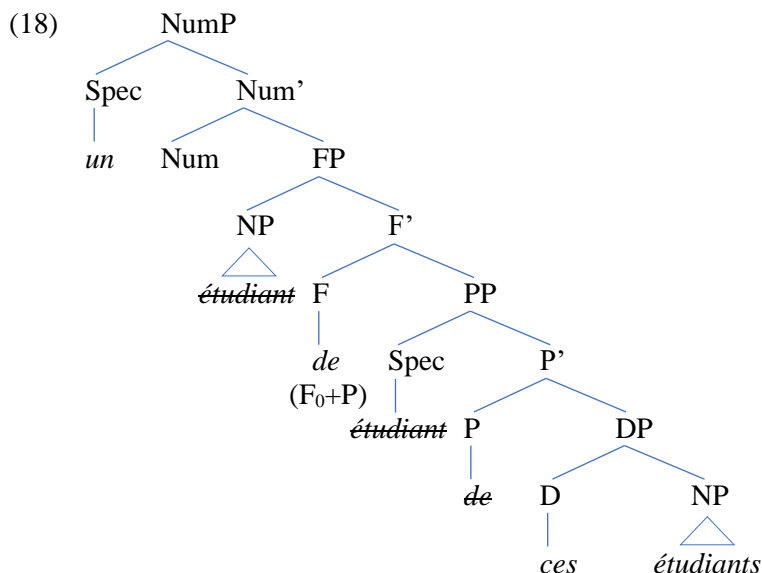 (18) NumP
Spec Num’
un Num FP
NP F’
étudiant F PP
de Spec P’
(F₀+P)
étudiant P DP
de D NP
ces étudiants